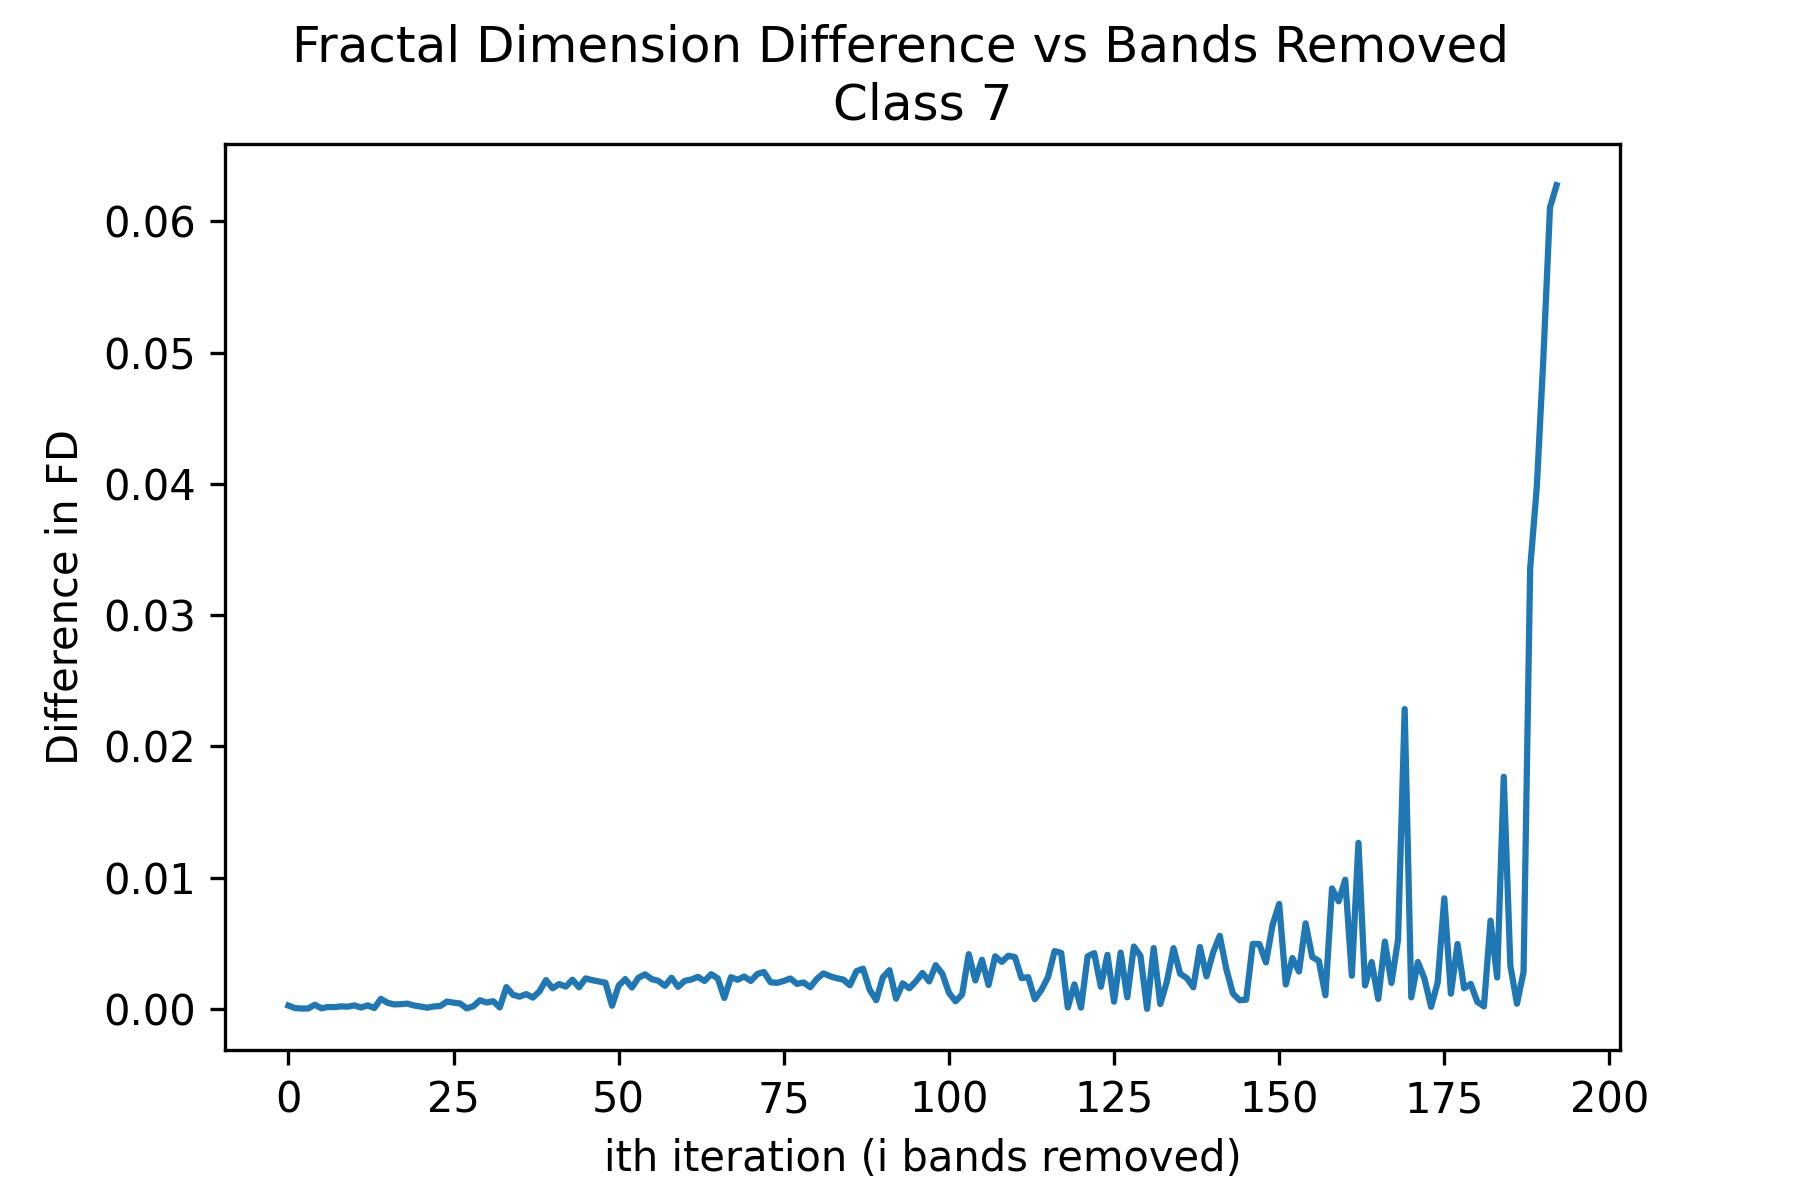 Fractal Dimension Difference vs Bands Removed
Class 7
Difference in FD
0.06
0.05
0.04
0.03
0.02
0.01
0.00
0 25 50 75 100 125 150 175 200
ith iteration (i bands removed)